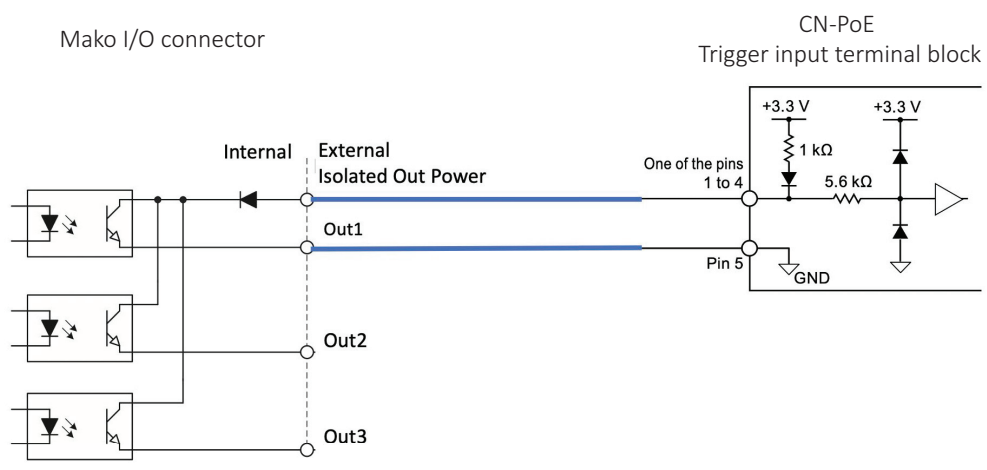 Mako I/O connector
CN-PoE
Trigger input terminal block
+3.3 V
+3.3 V
1 kΩ
Internal
External
Isolated Out Power
One of the pins
1 to 4
5.6 kΩ
Out1
Pin 5
GND
Out2
Out3